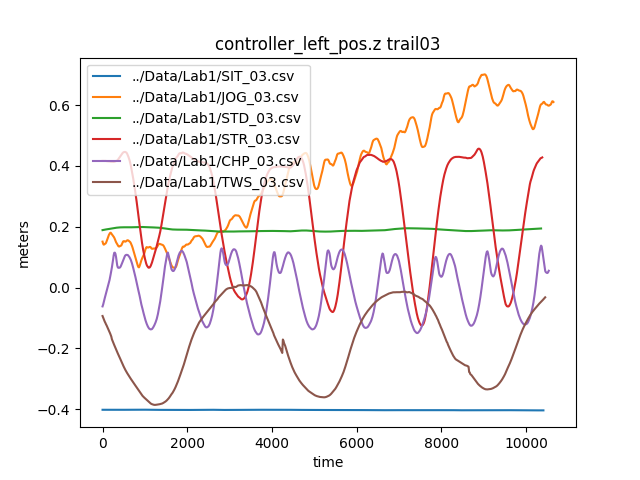 controller_left_pos.z trail03
../Data/Lab1/SIT_03.csv
../Data/Lab1/JOG_03.csv
../Data/Lab1/STD_03.csv
../Data/Lab1/STR_03.csv
../Data/Lab1/CHP_03.csv
../Data/Lab1/TWS_03.csv
meters
0.6
0.4
0.2
0.0
−0.2
−0.4
0 2000 4000 6000 8000 10000
time